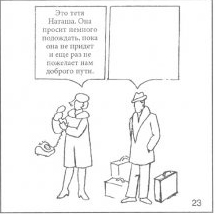 Это тетя
Наташа. Она
просит немного
подождать, пока
она не придет
и еще раз не
пожелает нам
доброго пути.
23